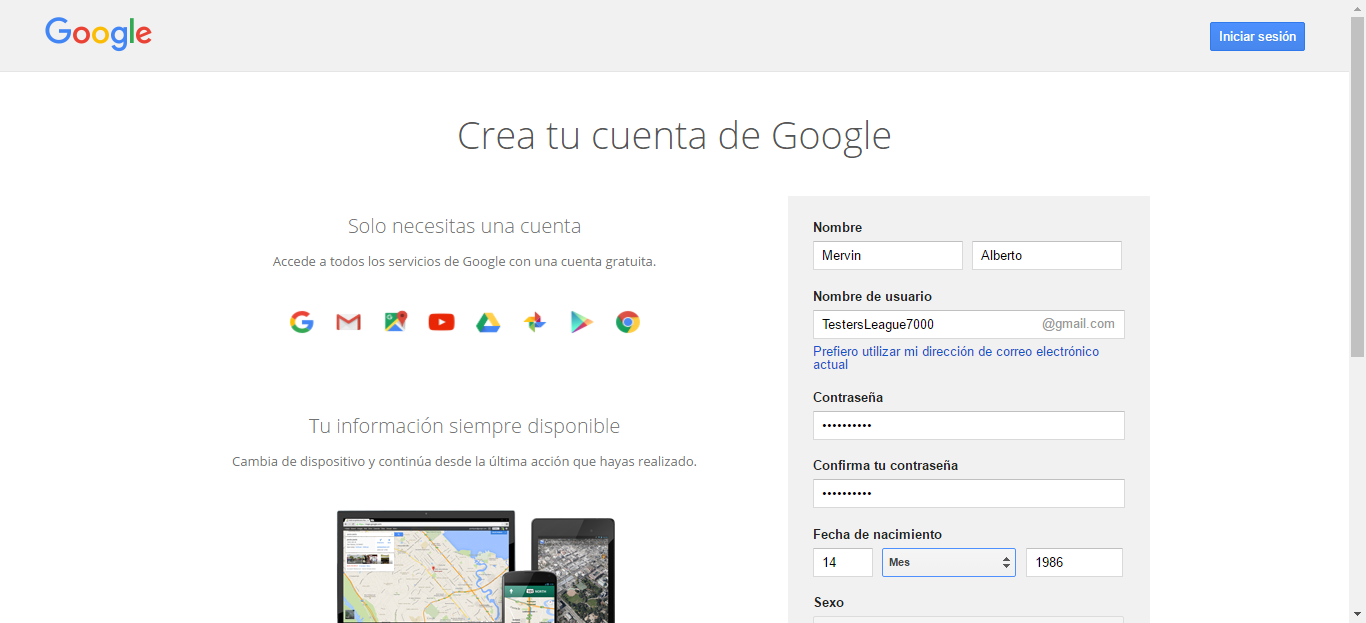 Google
Iniciar sesión
Crea tu cuenta de Google
Solo necesitas una cuenta
Accede a todos los servicios de Google con una cuenta gratuita.
Tu información siempre disponible
Cambia de dispositivo y continúa desde la última acción que hayas realizado.
Nombre
Mervin Alberto
Nombre de usuario
TestersLeague7000 @gmail.com
Prefiero utilizar mi dirección de correo electrónico
actual
Contraseña
••••••••••
Confirma tu contraseña
••••••••••
Fecha de nacimiento
14 Mes 1986
Sexo